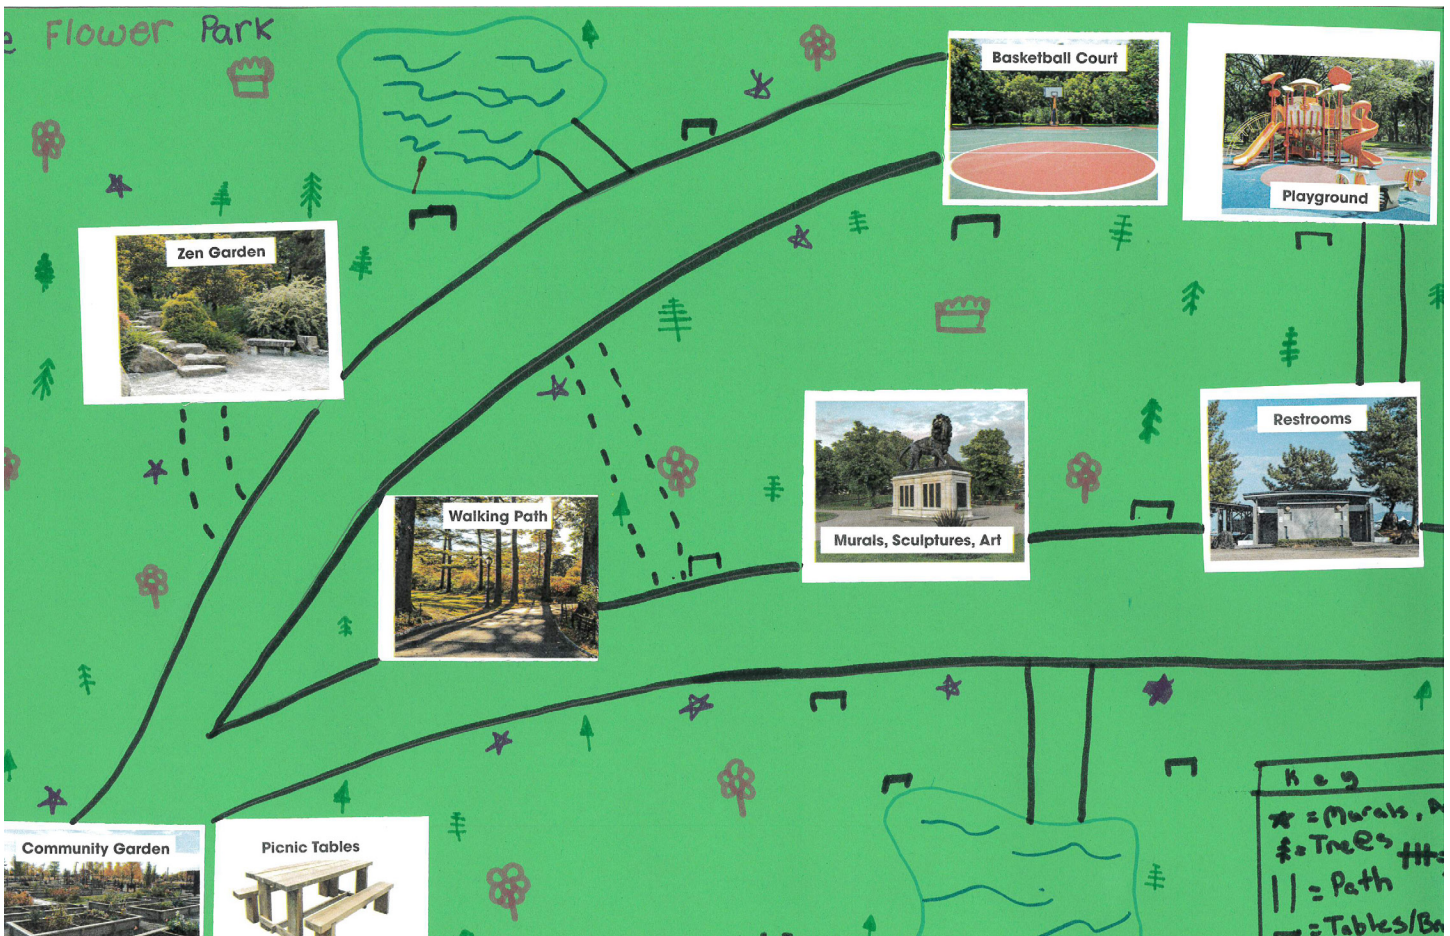 e Flower Park
Basketball Court
Playground
Zen Garden
Restrooms
Walking Path
Murals, Sculptures, Art
Key
= Murals, A
= Trees
= Path
= Tables/Bn
Community Garden
Picnic Tables